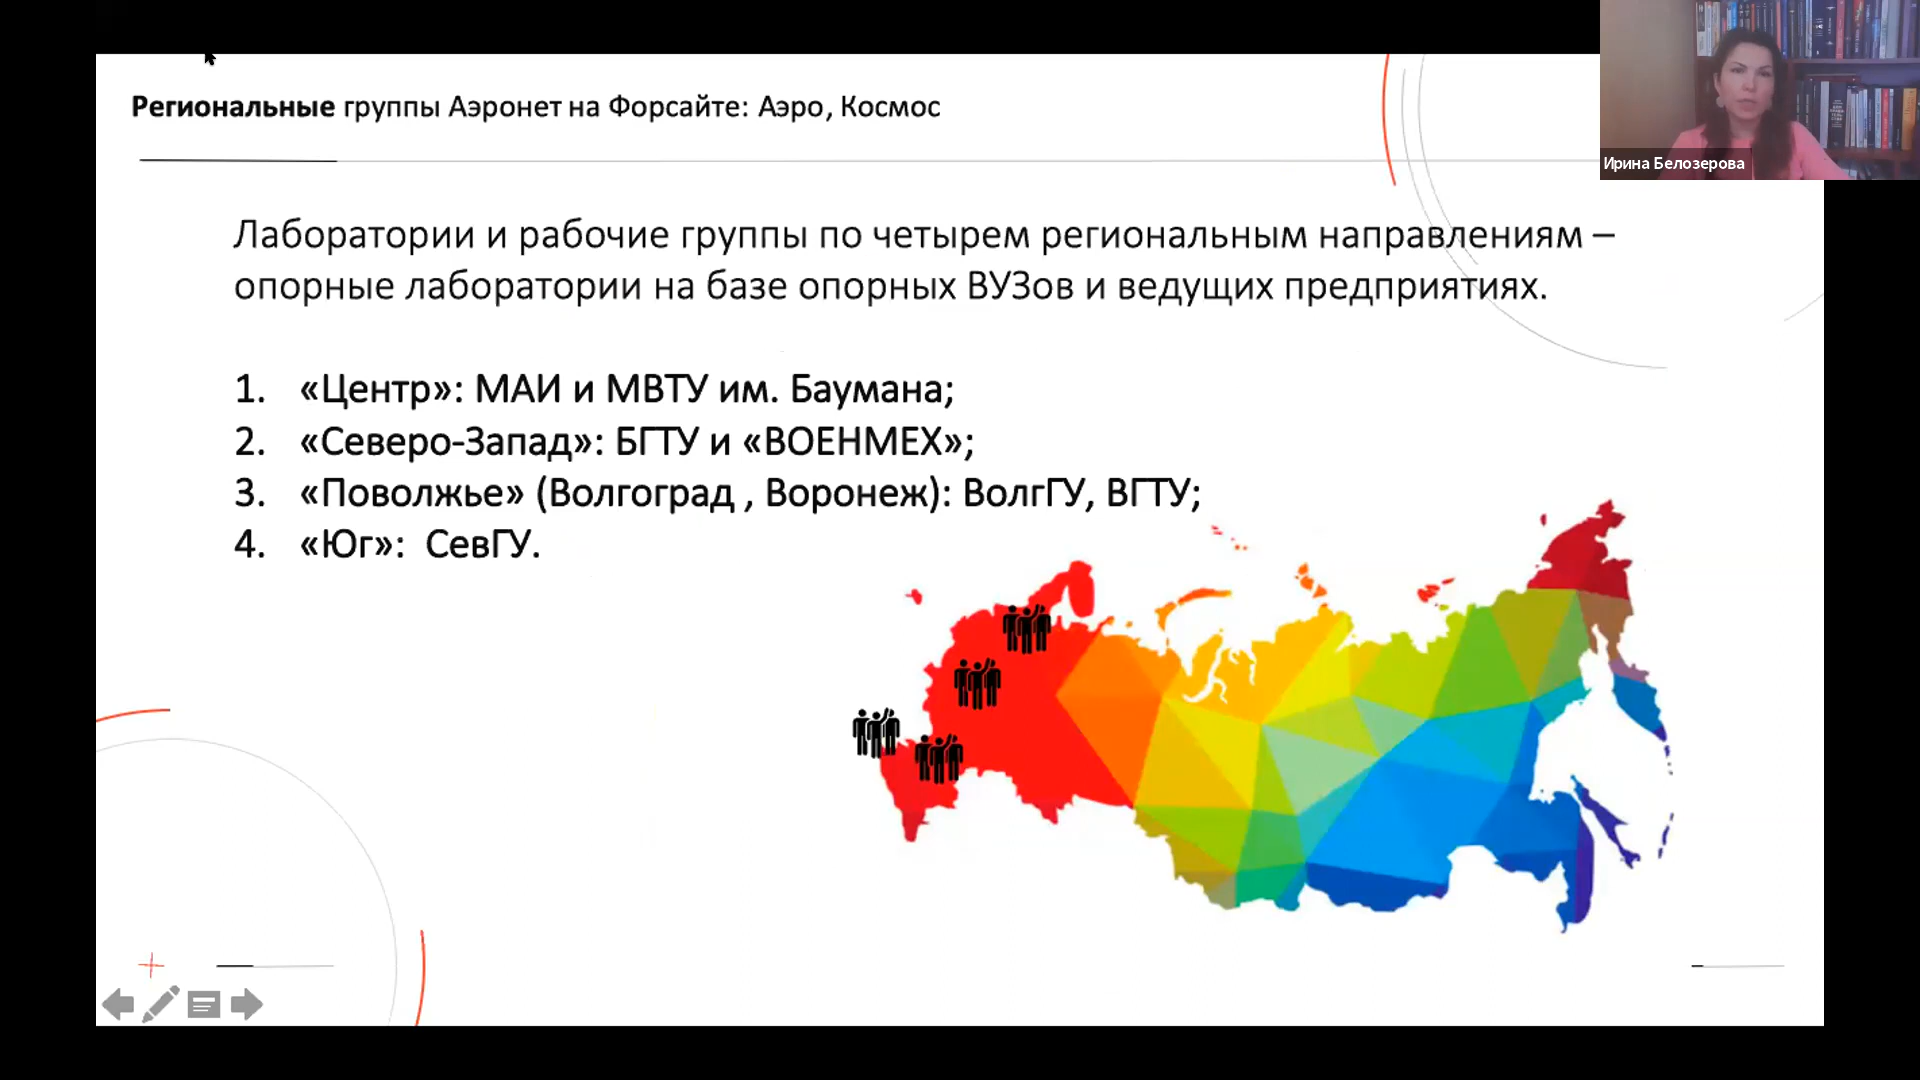 Региональные группы Аэронет на Форсайте: Аэро, Космос
Ирина Белозерова
Лаборатории и рабочие группы по четырем региональным направлениям –
опорные лаборатории на базе опорных ВУЗов и ведущих предприятиях.
1. «Центр»: МАИ и МВТУ им. Баумана;
2. «Северо-Запад»: БГТУ и «ВОЕНМЕХ»;
3. «Поволжье» (Волгоград , Воронеж): ВолгГУ, ВГТУ;
4. «Юг»: СевГУ.